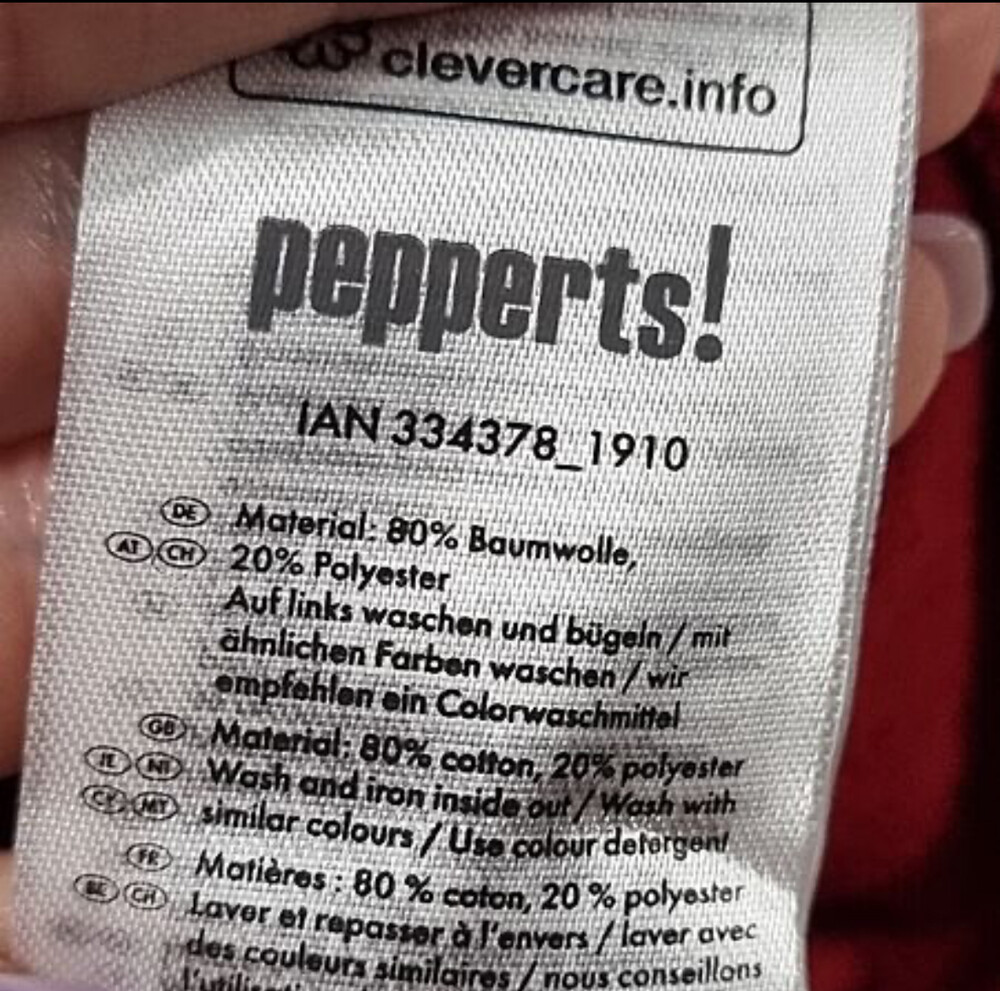 clevercare.info
pepperts!
IAN 334378_1910
DE Material: 80% Baumwolle,
AT CH 20% Polyester
Auf links waschen und bügeln / mit
ähnlichen Farben waschen / wir
empfehlen ein Colorwaschmittel
GB Material: 80% cotton, 20% polyester
IE NI Wash and iron inside out / Wash with
CY MT similar colours / Use colour detergent
FR Matières : 80 % coton, 20 % polyester
BE CH Laver et repasser à l'envers / laver avec
des couleurs similaires / nous conseillons